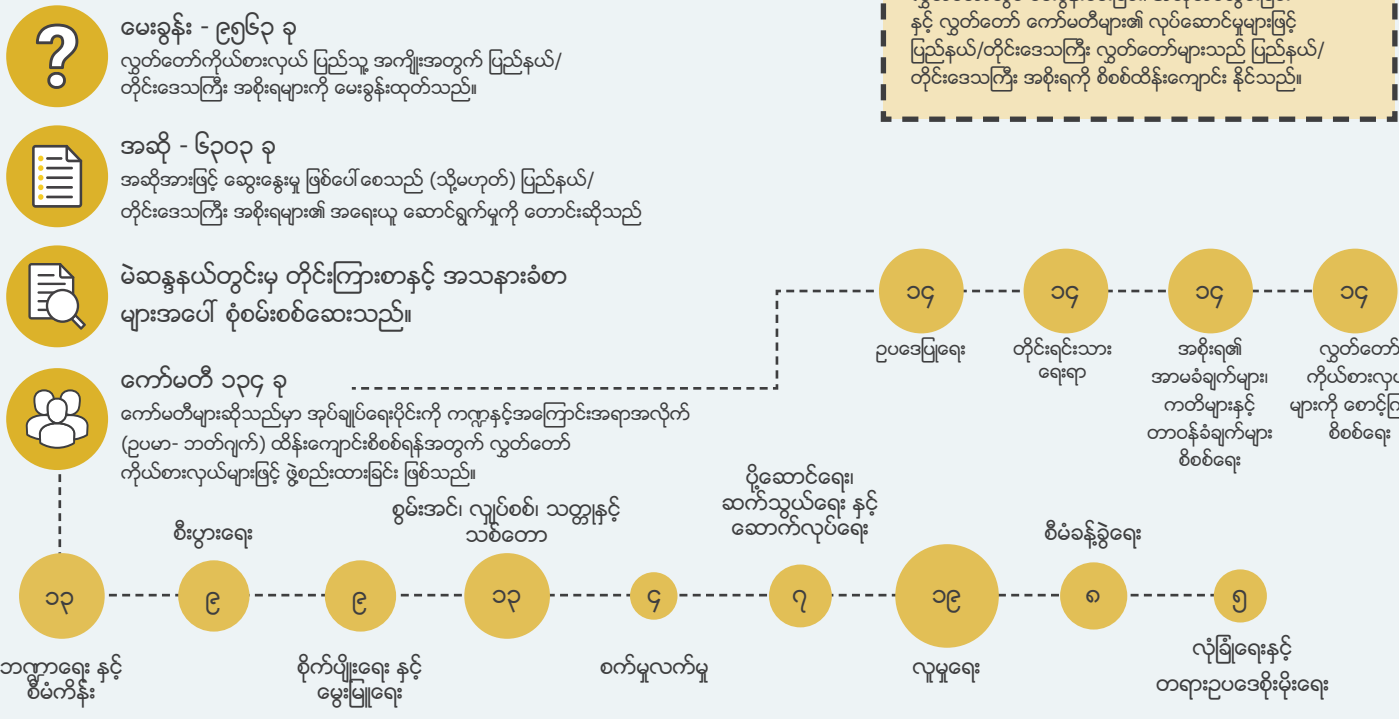 မေးခွန်း - ၉၅၆၃ ခု
လွှတ်တော်ကိုယ်စားလှယ် ပြည်သူ့ အကျိုးအတွက် ပြည်နယ်/
တိုင်းဒေသကြီး အစိုးရများကို မေးခွန်းထုတ်သည်။
နှင့် လွှတ်တော် ကော်မတီများ၏ လုပ်ဆောင်မှုများဖြင့်
ပြည်နယ်/တိုင်းဒေသကြီး လွှတ်တော်များသည် ပြည်နယ်/
တိုင်းဒေသကြီး အစိုးရကို စိစစ်ထိန်းကျောင်း နိုင်သည်။
အဆို - ၆၃၀၃ ခု
အဆိုအားဖြင့် ဆွေးနွေးမှု ဖြစ်ပေါ်စေသည် (သို့မဟုတ်) ပြည်နယ်/
တိုင်းဒေသကြီး အစိုးရများ၏ အရေးယူ ဆောင်ရွက်မှုကို တောင်းဆိုသည်
မဲဆန္ဒနယ်တွင်းမှ တိုင်ကြားစာနှင့် အသနားခံစာ
များအပေါ် စုံစမ်းစစ်ဆေးသည်။
ကော်မတီ ၁၃၄ ခု
ကော်မတီများဆိုသည်မှာ အုပ်ချုပ်ရေးပိုင်းကို ကဏ္ဍနှင့်အကြောင်းအရာအလိုက်
(ဥပမာ- ဘတ်ဂျက်) ထိန်းကျောင်းစိစစ်ရန်အတွက် လွှတ်တော်
ကိုယ်စားလှယ်များဖြင့် ဖွဲ့စည်းထားခြင်း ဖြစ်သည်။
၁၄
ဥပဒေပြုရေး
၁၄
တိုင်းရင်းသား
ရေးရာ
၁၄
အစိုးရ၏
အာမခံချက်များ၊
ကတိများနှင့်
တာဝန်ခံချက်များ
စိစစ်ရေး
၁၄
လွှတ်တော်
ကိုယ်စားလှယ်
များကို
စိစစ်ရေး
၁၃
ဘဏ္ဍာရေး နှင့်
စီမံကိန်း
စီးပွားရေး
၉
၉
စိုက်ပျိုးရေး နှင့်
မွေးမြူရေး
စွမ်းအင်၊ လျှပ်စစ်၊ သတ္တုနှင့်
သစ်တော
၁၃
၄
စက်မှုလက်မှု
ပို့ဆောင်ရေး၊
ဆက်သွယ်ရေး နှင့်
ဆောက်လုပ်ရေး
၇
၁၉
လူမှုရေး
စီမံခန့်ခွဲရေး
၈
၅
လုံခြုံရေးနှင့်
တရားဥပဒေစိုးမိုးရေး